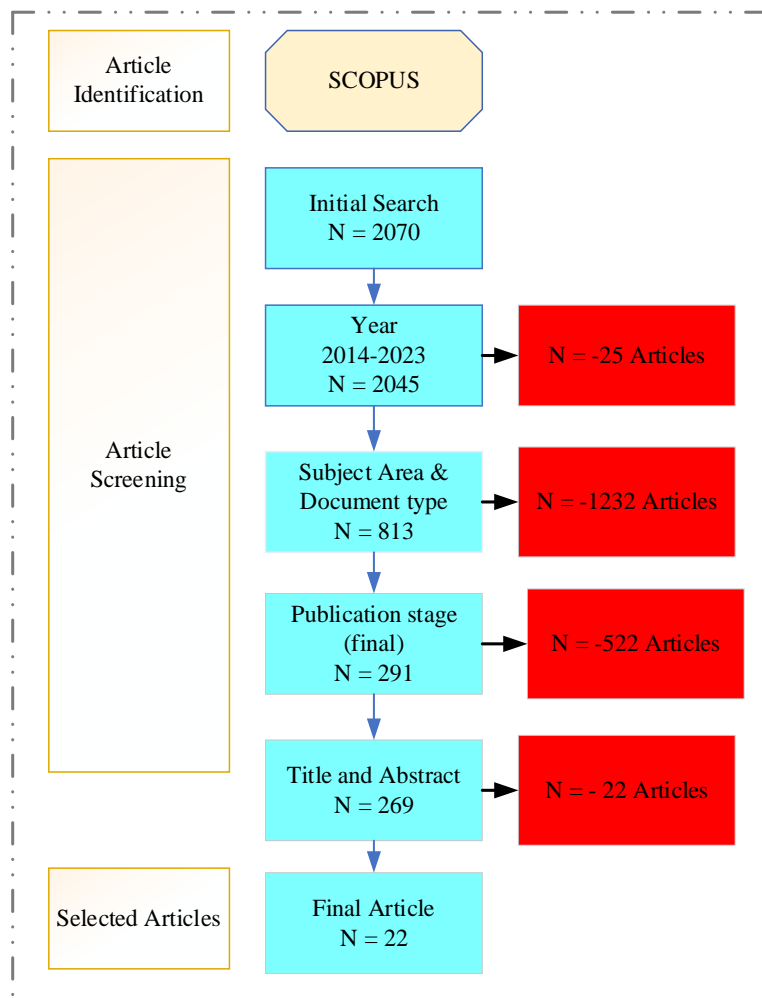 Article
Identification
SCOPUS
Initial Search
N = 2070
Year
2014-2023
N = 2045
N = -25 Articles
Article
Screening
Subject Area &
Document type
N = 813
N = -1232 Articles
Publication stage
(final)
N = 291
N = -522 Articles
Title and Abstract
N = 269
N = - 22 Articles
Selected Articles
Final Article
N = 22